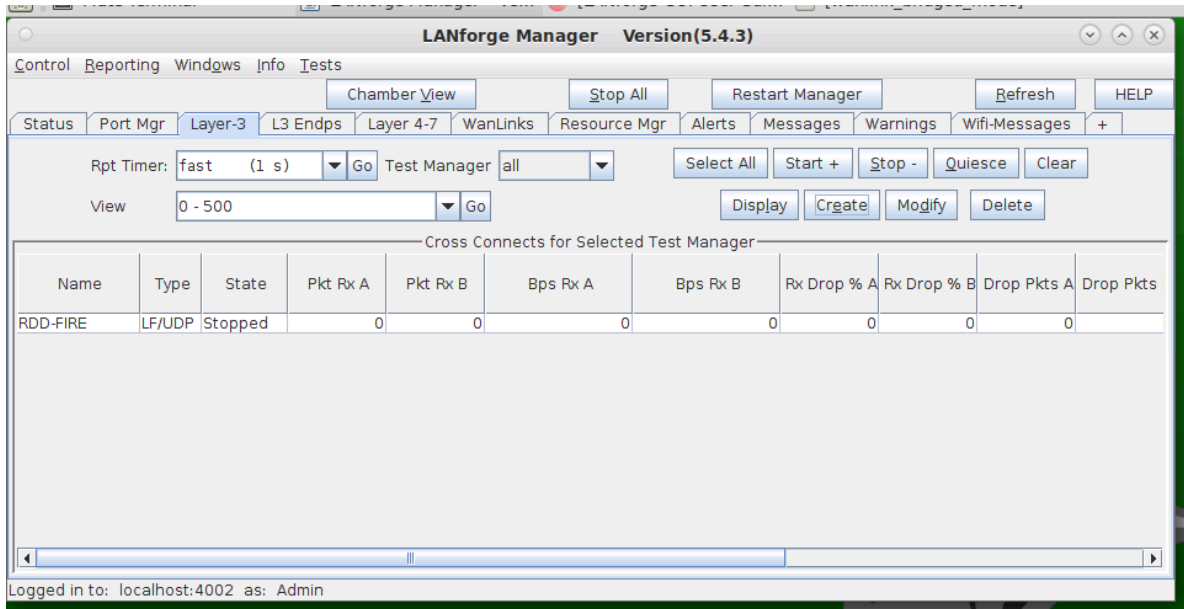 LANforge Manager Version(5.4.3)
Control Reporting Windows Info Tests
Chamber View Stop All Restart Manager Refresh HELP
Status Port Mgr Layer-3 L3 Endps Layer 4-7 WanLinks Resource Mgr Alerts Messages Warnings Wifi-Messages +
Rpt Timer: fast (1 s) Go Test Manager all Select All Start + Stop - Quiesce Clear
View 0 - 500 Go Display Create Modify Delete
Cross Connects for Selected Test Manager
Name Type State Pkt Rx A Pkt Rx B Bps Rx A Bps Rx B Rx Drop % A Rx Drop % B Drop Pkts A Drop Pkts
RDD-FIRE LF/UDP Stopped 0 0 0 0 0 0 0
Logged in to: localhost:4002 as: Admin